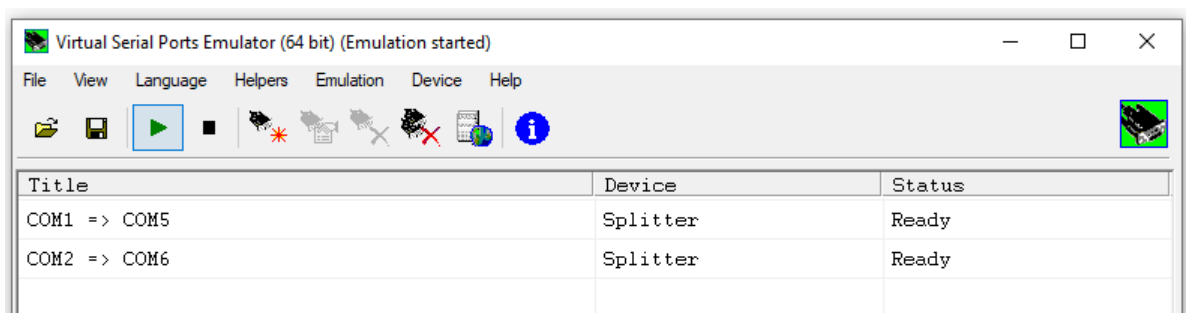 Virtual Serial Ports Emulator (64 bit) (Emulation started)
File View Language Helpers Emulation Device Help
Title Device Status
COM1 => COM5 Splitter Ready
COM2 => COM6 Splitter Ready